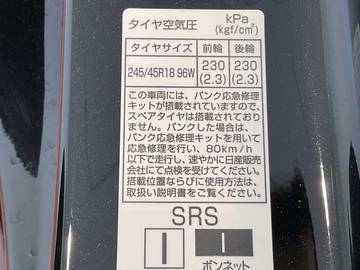 タイヤ空気圧 kPa
(kgf/cm²)
タイヤサイズ 前輪 後輪
245/45R18 96W 230 (2.3) 230 (2.3)
この車両には、パンク応急修理
キットが搭載されていますので、
スペアタイヤは搭載されており
ません。パンクした場合は、
パンク応急修理キットを用いて
応急修理を行い、80km/h
以下で走行し、速やかに日産販売
会社にて点検を受けてください。
搭載位置ならびに使用方法は、
取扱い説明書をご覧ください。
SRS
ボンネット